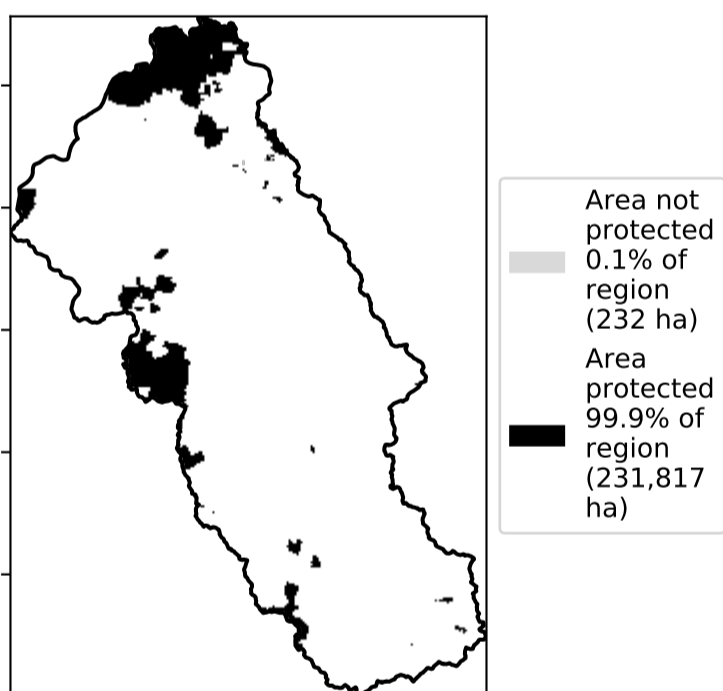 Area not
protected
0.1% of
region
(232 ha)
Area
protected
99.9% of
region
(231,817
ha)